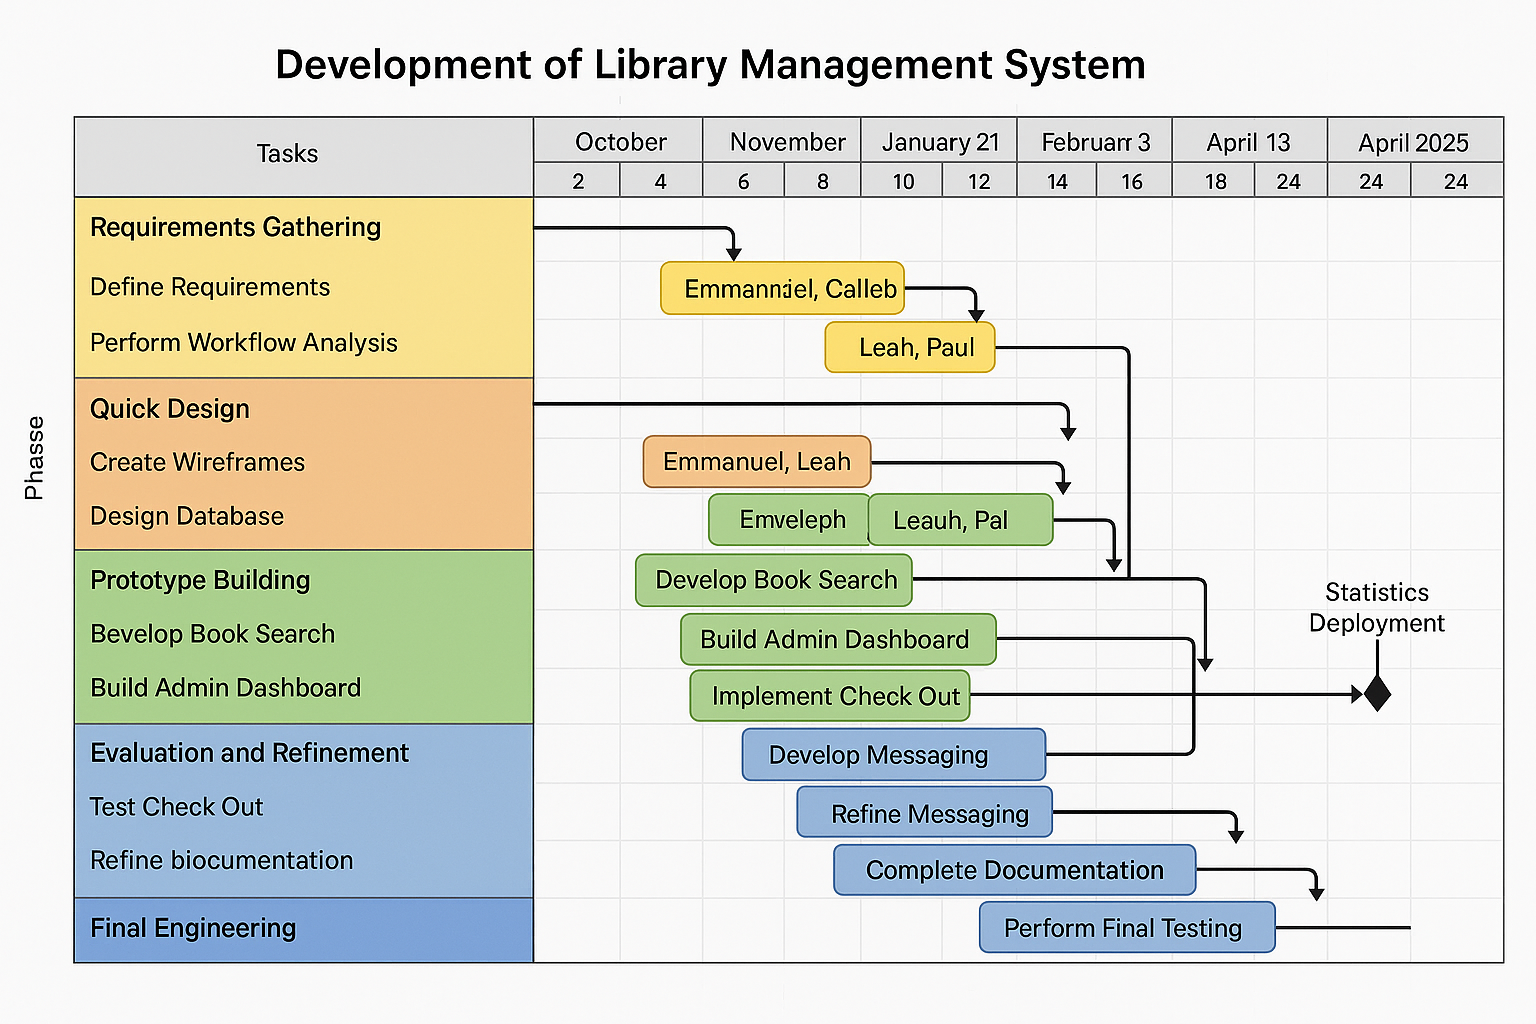 Development of Library Management System
Tasks
October November January 21 Februarr 3 April 13 April 2025
2 4 6 8 10 12 14 16 18 24 24 24
Phasse
Requirements Gathering
Define Requirements
Emmanniel, Calleb
Perform Workflow Analysis
Leah, Paul
Quick Design
Create Wireframes
Emmanuel, Leah
Design Database
Emveleph
Leauh, Pal
Prototype Building
Develop Book Search
Statistics
Deployment
Bevelop Book Search
Build Admin Dashboard
Build Admin Dashboard
Implement Check Out
Evaluation and Refinement
Develop Messaging
Test Check Out
Refine Messaging
Refine biocumentation
Complete Documentation
Final Engineering
Perform Final Testing